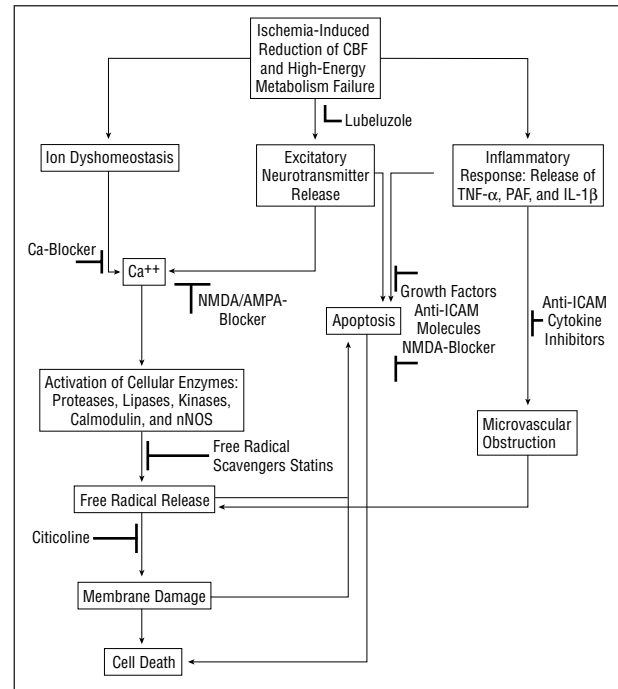 Ischemia-Induced
Reduction of CBF
and High-Energy
Metabolism Failure
Lubeluzole
Ion Dyshomeostasis
Excitatory
Neurotransmitter
Release
Inflammatory
Response: Release of
TNF-α, PAF, and IL-1β
Ca-Blocker
Ca++
NMDA/AMPA-
Blocker
Growth Factors
Anti-ICAM
Molecules
NMDA-Blocker
Apoptosis
Anti-ICAM
Cytokine
Inhibitors
Activation of Cellular Enzymes:
Proteases, Lipases, Kinases,
Calmodulin, and nNOS
Microvascular
Obstruction
Free Radical
Scavengers Statins
Free Radical Release
Citicoline
Membrane Damage
Cell Death